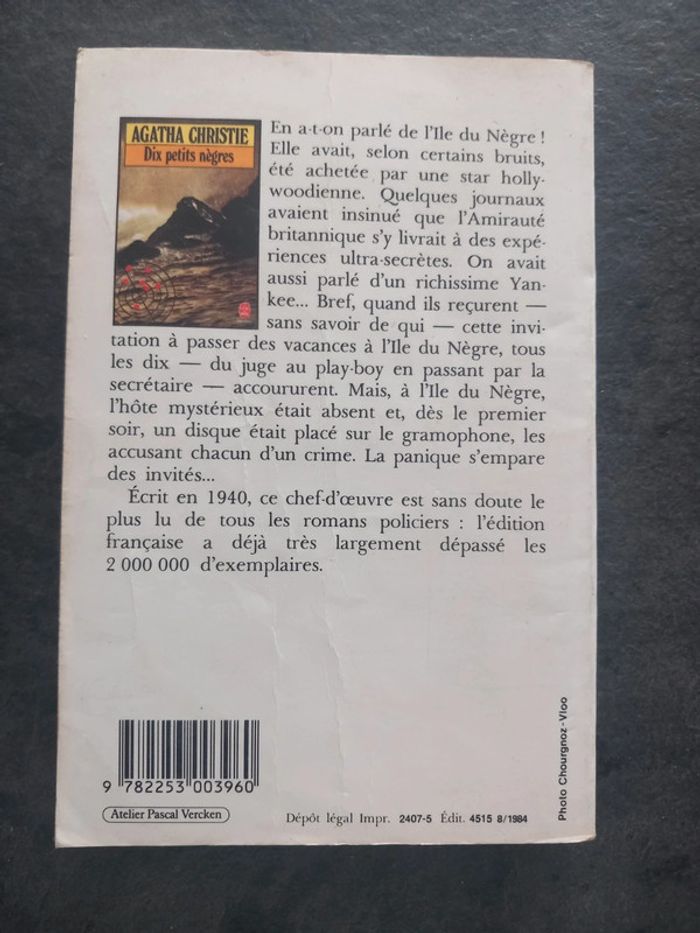 AGATHA CHRISTIE
Dix petits nègres
En a-t-on parlé de l'Ile du Nègre !
Elle avait, selon certains bruits,
été achetée par une star holly-
woodienne. Quelques journaux
avaient insinué que l'Amirauté
britannique s'y livrait à des expé-
riences ultra-secrètes. On avait
aussi parlé d'un richissime Yan-
kee... Bref, quand ils reçurent —
sans savoir de qui — cette invi-
tation à passer des vacances à l'Ile du Nègre, tous
les dix — du juge au play-boy en passant par la
secrétaire — accoururent. Mais, à l'Ile du Nègre,
l'hôte mystérieux était absent et, dès le premier
soir, un disque était placé sur le gramophone, les
accusant chacun d'un crime. La panique s'empare
des invités...
Écrit en 1940, ce chef-d'œuvre est sans doute le
plus lu de tous les romans policiers : l'édition
française a déjà très largement dépassé les
2 000 000 d'exemplaires.
9 782253 003960
Atelier Pascal Vercken
Dépôt légal Impr. 2407-5 Édit. 4515 8/1984
Photo Chourgnoz - Vloo